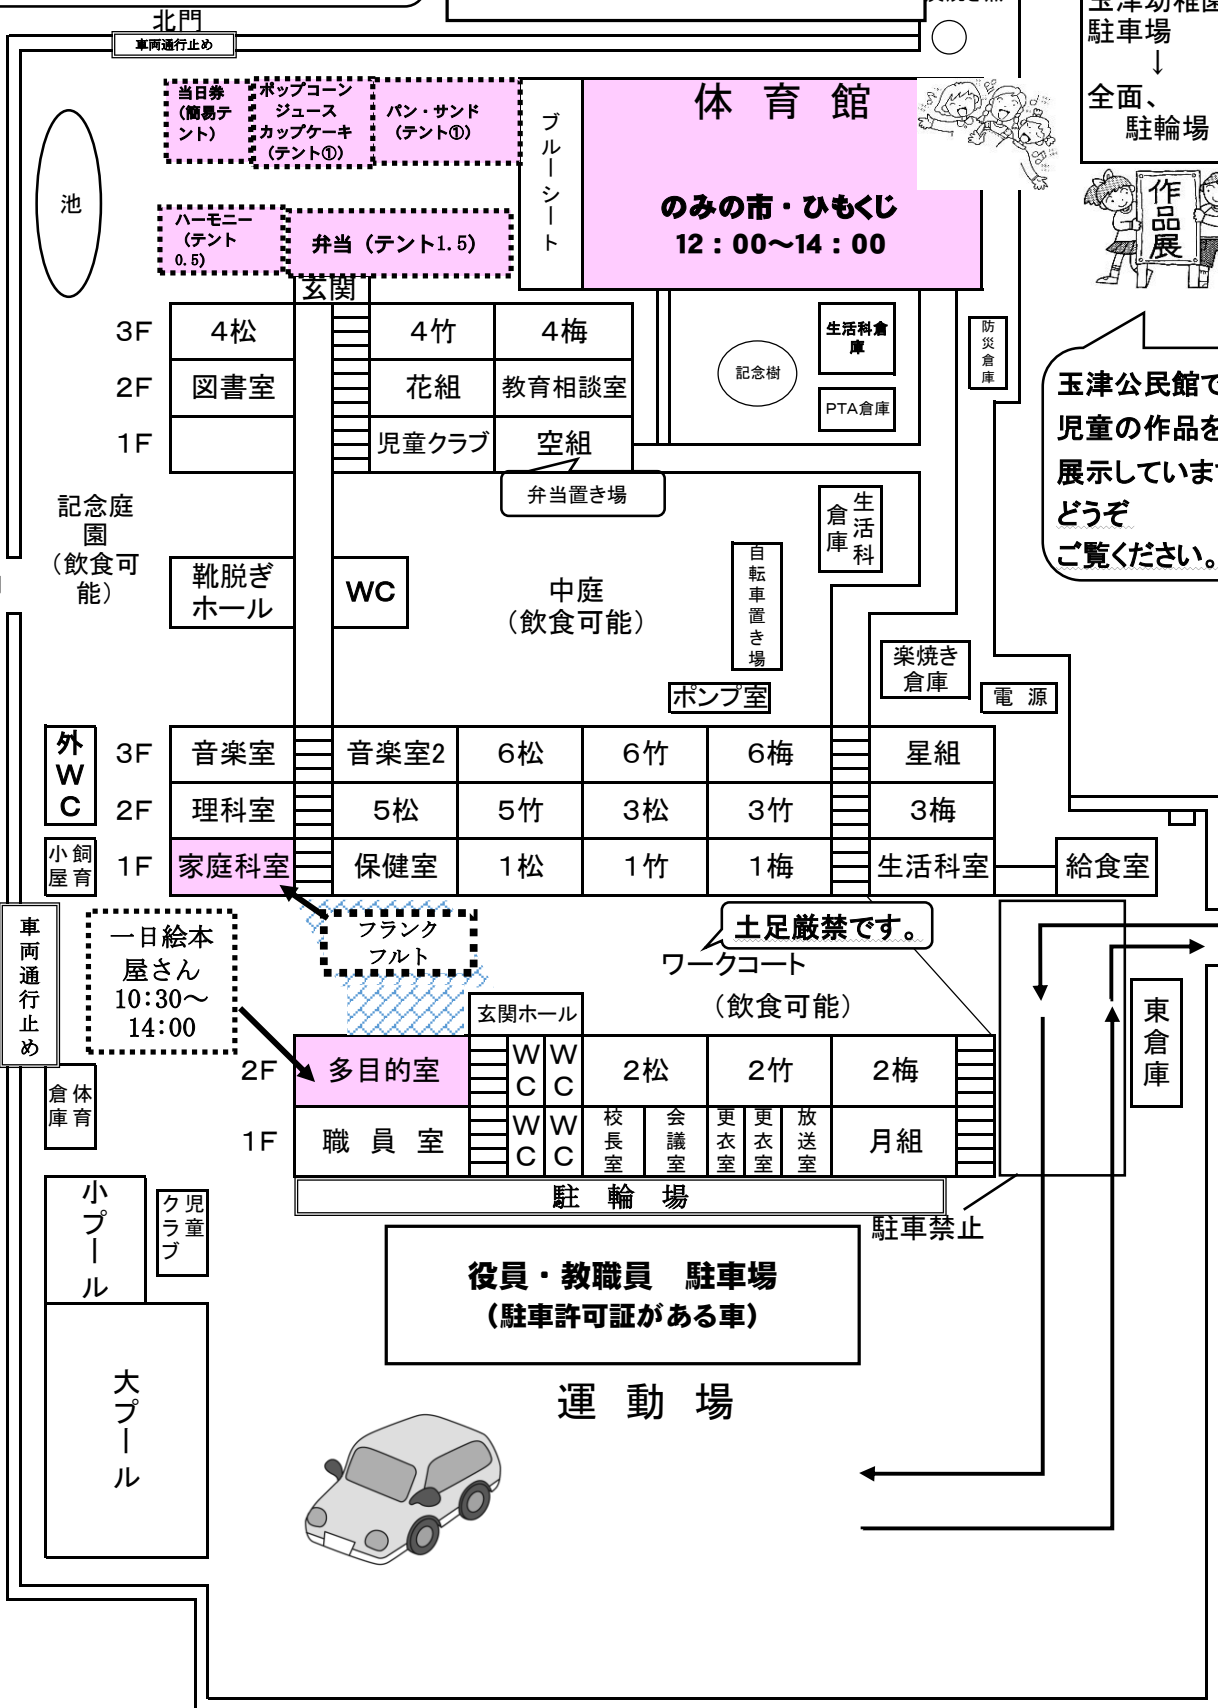 北門
車両通行止め
玉津幼稚園
駐車場
↓
全面、
駐輪場
当日券
(簡易テ
ント)
ポップコーン
ジュース
カップケーキ
(テント①)
パン・サンド
(テント①)
ブルーシート
体 育 館
のみの市・ひもくじ
12：00～14：00
池
ハーモニー
(テント
0.5)
弁当（テント1.5）
作品展
玄関
3F
4松
4竹
4梅
2F
図書室
花組
教育相談室
1F
児童クラブ
空組
弁当置き場
記念樹
生活科倉
庫
PTA倉庫
防災倉庫
玉津公民館で
児童の作品を
展示しています
どうぞ
ご覧ください。
記念庭
園
（飲食可
能）
靴脱ぎ
ホール
WC
中庭
（飲食可能）
自転車置き場
生活科
倉庫
楽焼き
倉庫
電 源
ポンプ室
外WC
3F
音楽室
音楽室2
6松
6竹
6梅
星組
2F
理科室
5松
5竹
3松
3竹
3梅
飼育
小屋
1F
家庭科室
保健室
1松
1竹
1梅
生活科室
給食室
車両通行止め
一日絵本
屋さん
10:30～
14:00
フランク
フルト
土足厳禁です。
ワークコート
（飲食可能）
玄関ホール
東倉庫
2F
多目的室
WC
WC
2松
2竹
2梅
体育
倉庫
1F
職 員 室
WC
WC
校長室
会議室
更衣室
更衣室
放送室
月組
駐 輪 場
駐車禁止
小プール
児童
クラブ
役員・教職員 駐車場
（駐車許可証がある車）
運 動 場
大プール